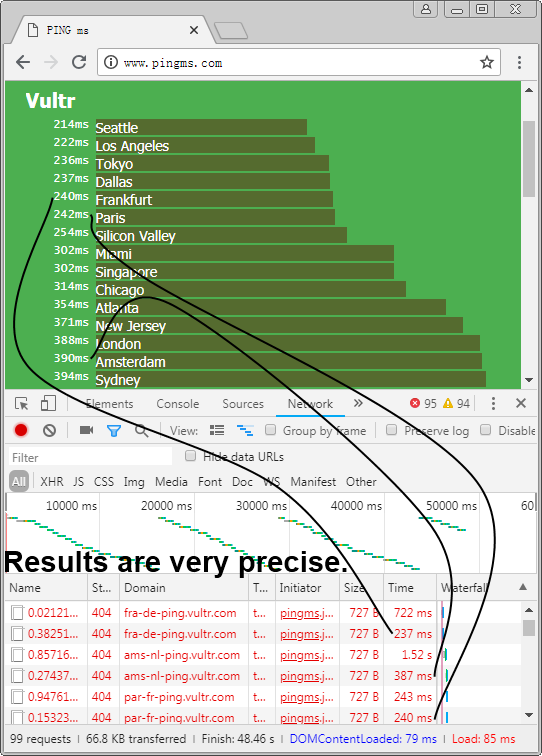 PING ms
www.pingms.com
Vultr
214ms Seattle
222ms Los Angeles
236ms Tokyo
237ms Dallas
240ms Frankfurt
242ms Paris
254ms Silicon Valley
302ms Miami
302ms Singapore
314ms Chicago
354ms Atlanta
371ms New Jersey
388ms London
390ms Amsterdam
394ms Sydney
Elements Console Sources Network » 95 94
View: Group by frame Preserve log Disable
Filter Hide data URLs
All XHR JS CSS Img Media Font Doc WS Manifest Other
10000 ms 20000 ms 30000 ms 40000 ms 50000 ms 60
Results are very precise.
Name St... Domain T... Initiator Size Time Waterfall
0.02121... 404 fra-de-ping.vultr.com t... pingms.j... 727 B 722 ms
0.38251... 404 fra-de-ping.vultr.com t... pingms.j... 727 B 237 ms
0.85716... 404 ams-nl-ping.vultr.com t... pingms.j... 727 B 1.52 s
0.27437... 404 ams-nl-ping.vultr.com t... pingms.j... 727 B 387 ms
0.94761... 404 par-fr-ping.vultr.com t... pingms.j... 727 B 243 ms
0.15323... 404 par-fr-ping.vultr.com t... pingms.j... 727 B 240 ms
99 requests | 66.8 KB transferred | Finish: 48.46 s | DOMContentLoaded: 79 ms | Load: 85 ms